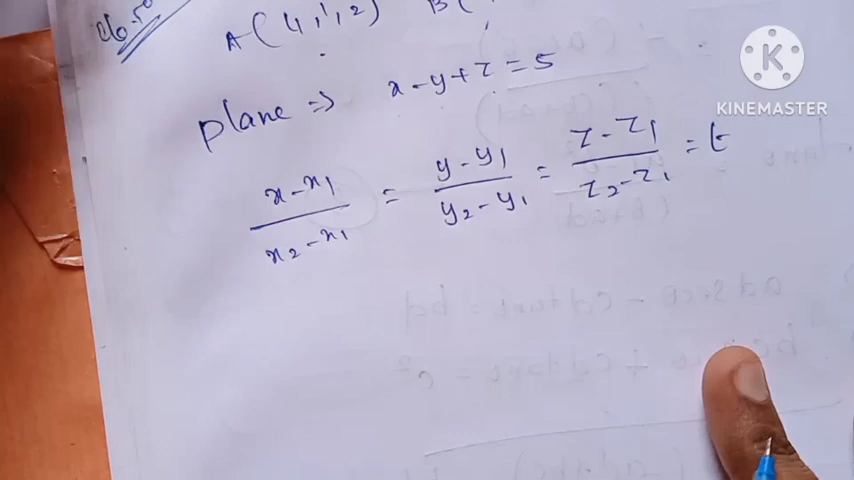 A (4, 1, 2) B (
plane ⇒ x - y + z = 5
KINEMASTER
x - x₁ / x₂ - x₁ = y - y₁ / y₂ - y₁ = z - z₁ / z₂ - z₁ = t